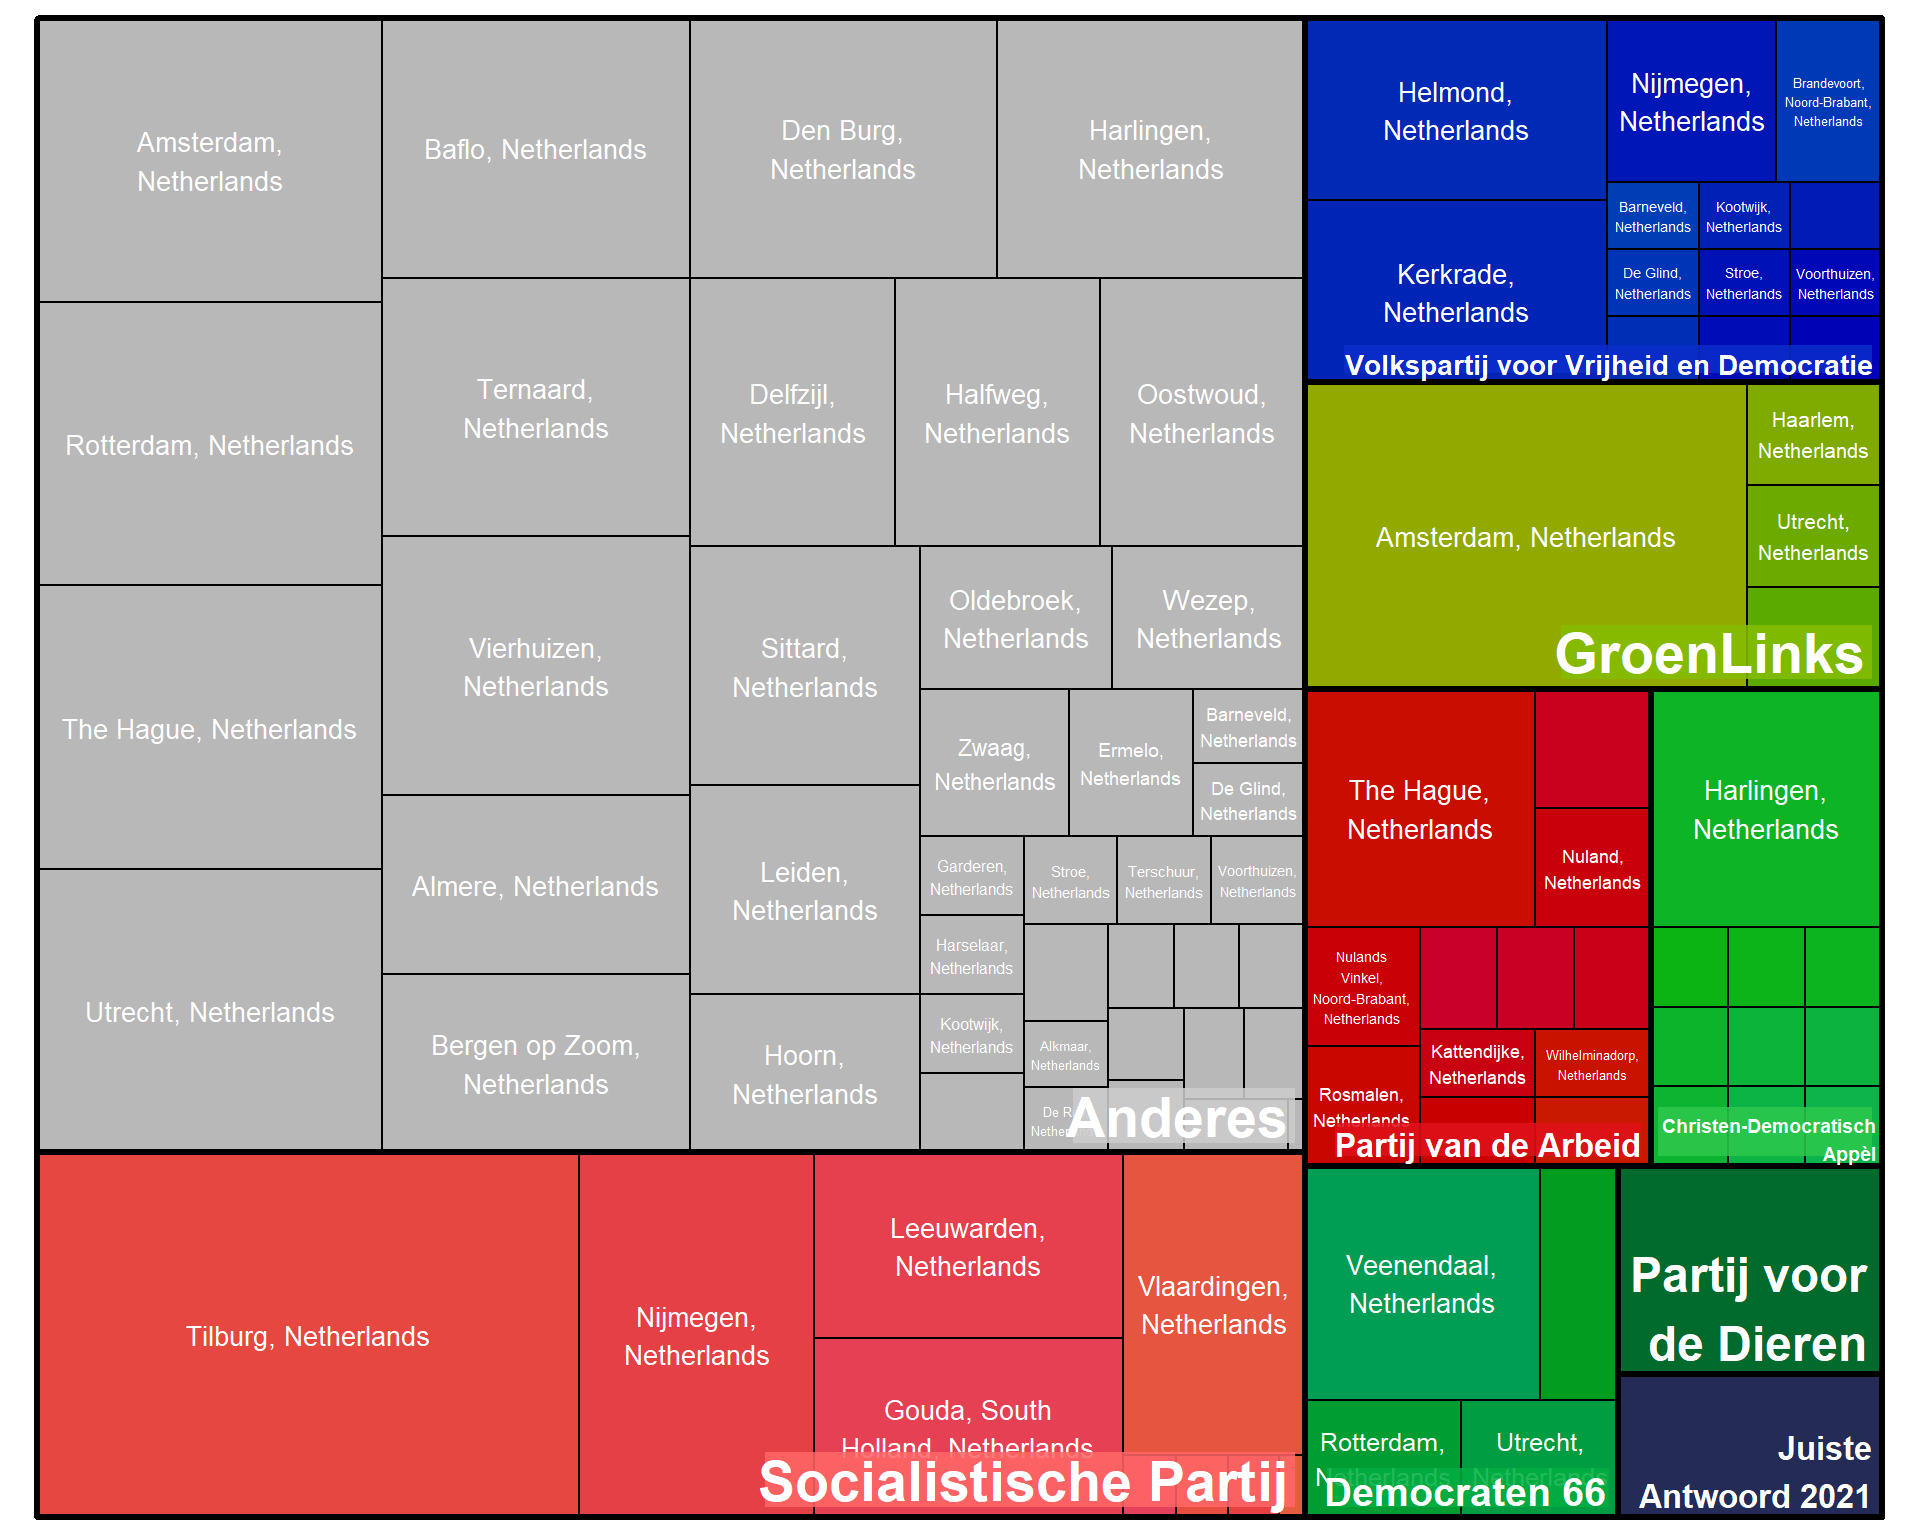 Amsterdam,
Netherlands
Baflo, Netherlands
Den Burg,
Netherlands
Harlingen,
Netherlands
Rotterdam, Netherlands
Ternaard,
Netherlands
Delfzijl,
Netherlands
Halfweg,
Netherlands
Oostwoud,
Netherlands
The Hague, Netherlands
Vierhuizen,
Netherlands
Sittard,
Netherlands
Oldebroek,
Netherlands
Wezep,
Netherlands
Zwaag,
Netherlands
Ermelo,
Netherlands
Barneveld,
Netherlands
De Glind,
Netherlands
Utrecht, Netherlands
Almere, Netherlands
Bergen op Zoom,
Netherlands
Leiden,
Netherlands
Hoorn,
Netherlands
Garderen,
Netherlands
Stroe,
Netherlands
Terschuur,
Netherlands
Voorthuizen,
Netherlands
Harselaar,
Netherlands
Kootwijk,
Netherlands
Alkmaar,
Netherlands
De
Anderes
Tilburg, Netherlands
Nijmegen,
Netherlands
Leeuwarden,
Netherlands
Gouda, South
Holland, Netherlands
Vlaardingen,
Netherlands
Socialistische Partij
Helmond,
Netherlands
Nijmegen,
Netherlands
Brandevoort,
Noord-Brabant,
Netherlands
Kerkrade,
Netherlands
Barneveld,
Netherlands
Kootwijk,
Netherlands
De Glind,
Netherlands
Stroe,
Netherlands
Voorthuizen,
Netherlands
Volkspartij voor Vrijheid en Democratie
Amsterdam, Netherlands
Haarlem,
Netherlands
Utrecht,
Netherlands
GroenLinks
The Hague,
Netherlands
Nuland,
Netherlands
Nulands
Vinkel,
Noord-Brabant,
Netherlands
Rosmalen,
Netherlands
Kattendijke,
Netherlands
Wilhelminadorp,
Netherlands
Partij van de Arbeid
Harlingen,
Netherlands
Christen-Democratisch
Appèl
Veenendaal,
Netherlands
Rotterdam,
Netherlands
Utrecht,
Netherlands
Democraten 66
Partij voor
de Dieren
Juiste
Antwoord 2021